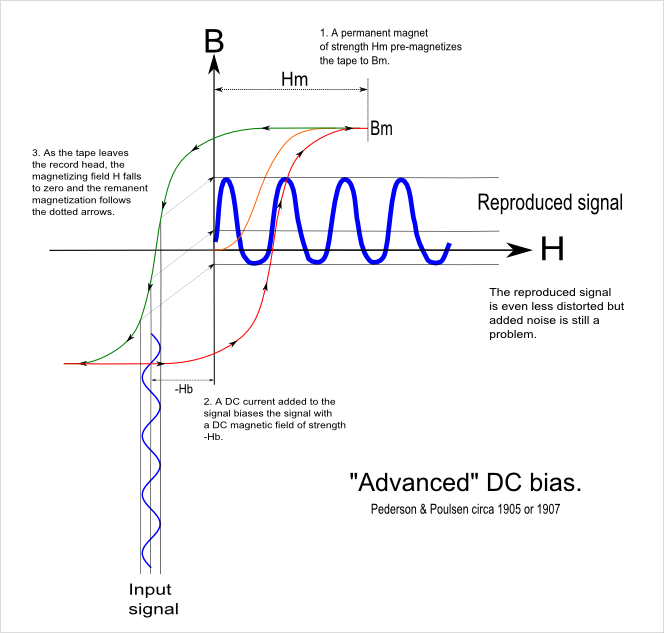 B
1. A permanent magnet
of strength Hm pre-magnetizes
the tape to Bm.
Hm
Bm
3. As the tape leaves
the record head, the
magnetizing field H falls
to zero and the remanent
magnetization follows
the dotted arrows.
Reproduced signal
H
The reproduced signal
is even less distorted but
added noise is still a
problem.
-Hb
2. A DC current added to the
signal biases the signal with
a DC magnetic field of strength
-Hb.
"Advanced" DC bias.
Pederson & Poulsen circa 1905 or 1907
Input
signal